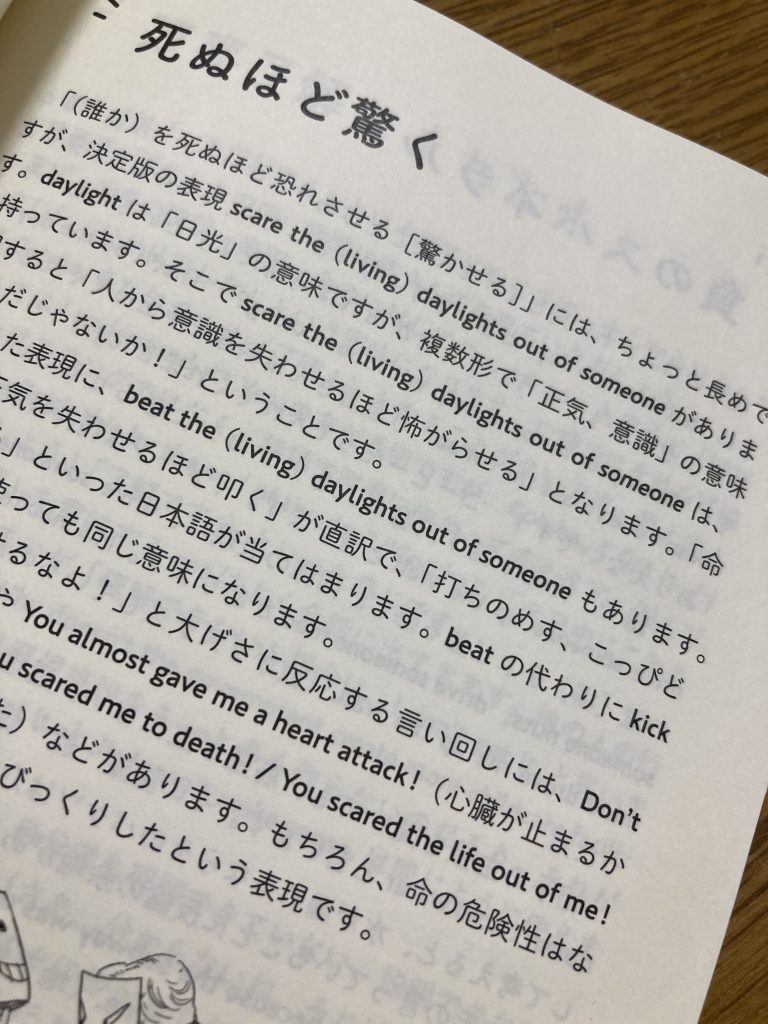 死ぬほど驚く
「（誰か）を死ぬほど恐れさせる［驚かせる］」には、ちょっと長めで
すが、決定版の表現 scare the（living）daylights out of someone がありま
す。daylight は「日光」の意味ですが、複数形で「正気、意識」の意味
持っています。そこで scare the（living）daylights out of someone は、
すると「人から意識を失わせるほど怖がらせる」となります。「命
だじゃないか！」ということです。
た表現に、beat the（living）daylights out of someone もあります。
気を失わせるほど叩く」が直訳で、「打ちのめす、こっぴど
」といった日本語が当てはまります。beat の代わりに kick
使っても同じ意味になります。
るなよ！」と大げさに反応する言い回しには、Don't
や You almost gave me a heart attack!（心臓が止まるか
u scared me to death! / You scared the life out of me!
た）などがあります。もちろん、命の危険性はな
びっくりしたという表現です。